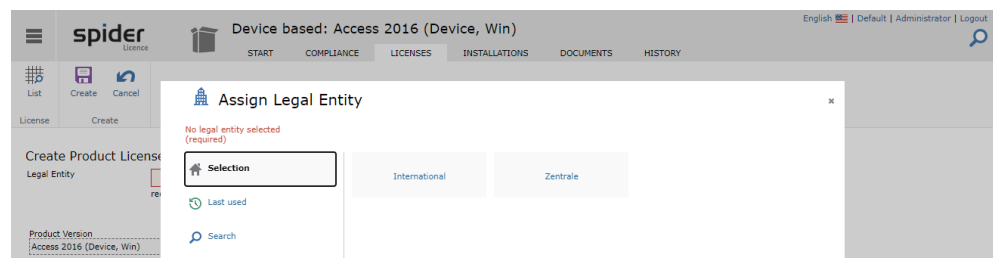 English | Default | Administrator | Logout
spider
Licence
Device based: Access 2016 (Device, Win)
START COMPLIANCE LICENSES INSTALLATIONS DOCUMENTS HISTORY
List Create Cancel
License Create
Assign Legal Entity
×
No legal entity selected
(required)
Create Product License
Legal Entity
Selection
International Zentrale
Last used
Search
Product Version
Access 2016 (Device, Win)